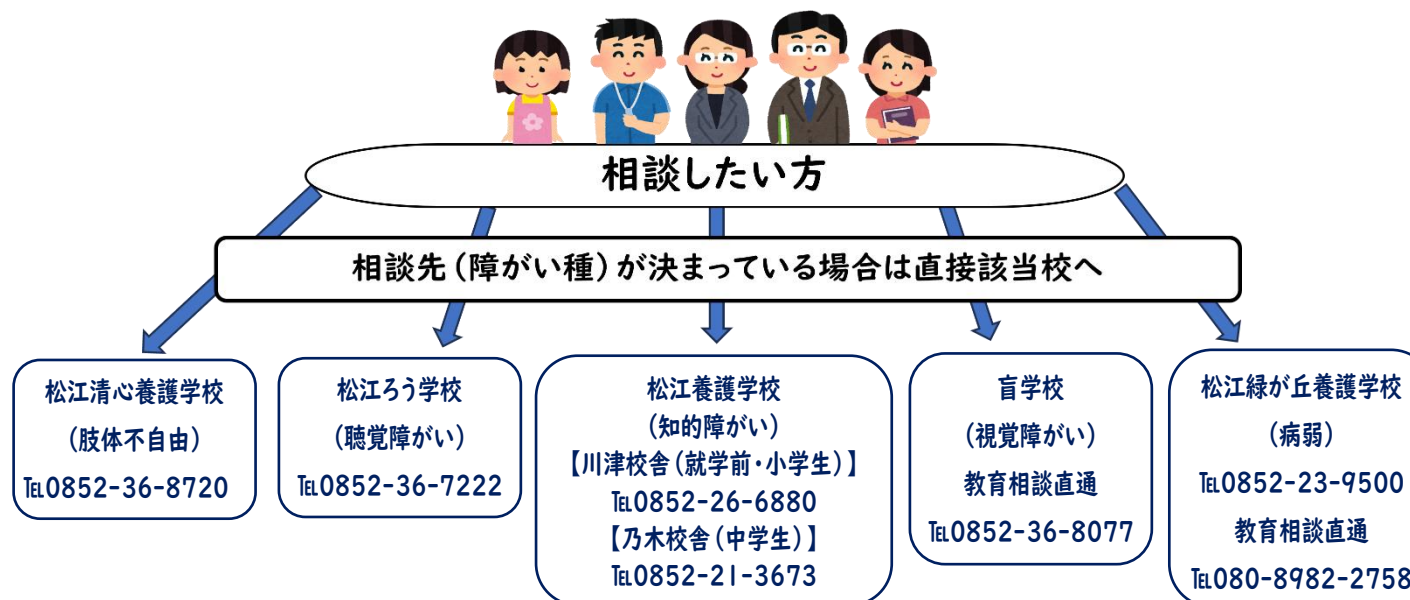 相談したい方
相談先（障がい種）が決まっている場合は直接該当校へ
松江清心養護学校
（肢体不自由）
℡0852-36-8720
松江ろう学校
（聴覚障がい）
℡0852-36-7222
松江養護学校
（知的障がい）
【川津校舎（就学前・小学生）】
℡0852-26-6880
【乃木校舎（中学生）】
℡0852-21-3673
盲学校
（視覚障がい）
教育相談直通
℡0852-36-8077
松江緑が丘養護学校
（病弱）
℡0852-23-9500
教育相談直通
℡080-8982-2758